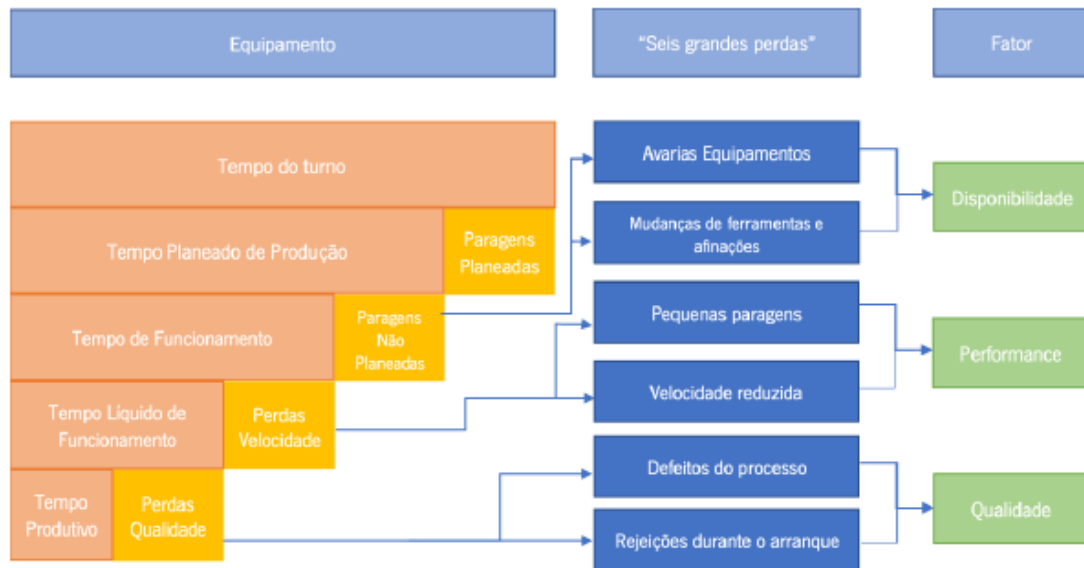 Equipamento
"Seis grandes perdas"
Fator
Tempo do turno
Avarias Equipamentos
Disponibilidade
Tempo Planeado de Produção
Paragens
Planeadas
Mudanças de ferramentas e
afinações
Tempo de Funcionamento
Paragens
Não
Planeadas
Pequenas paragens
Performance
Tempo Líquido de
Funcionamento
Perdas
Velocidade
Velocidade reduzida
Defeitos do processo
Qualidade
Tempo
Produtivo
Perdas
Qualidade
Rejeições durante o arranque